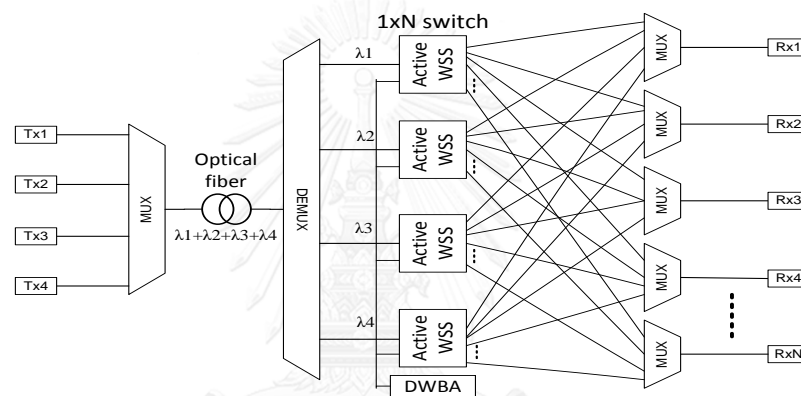 1xN switch
Tx1
Tx2
Tx3
Tx4
MUX
Optical
fiber
λ1+λ2+λ3+λ4
DEMUX
λ1
λ2
λ3
λ4
Active
WSS
Active
WSS
Active
WSS
Active
WSS
DWBA
MUX
MUX
MUX
MUX
MUX
Rx1
Rx2
Rx3
Rx4
RxN